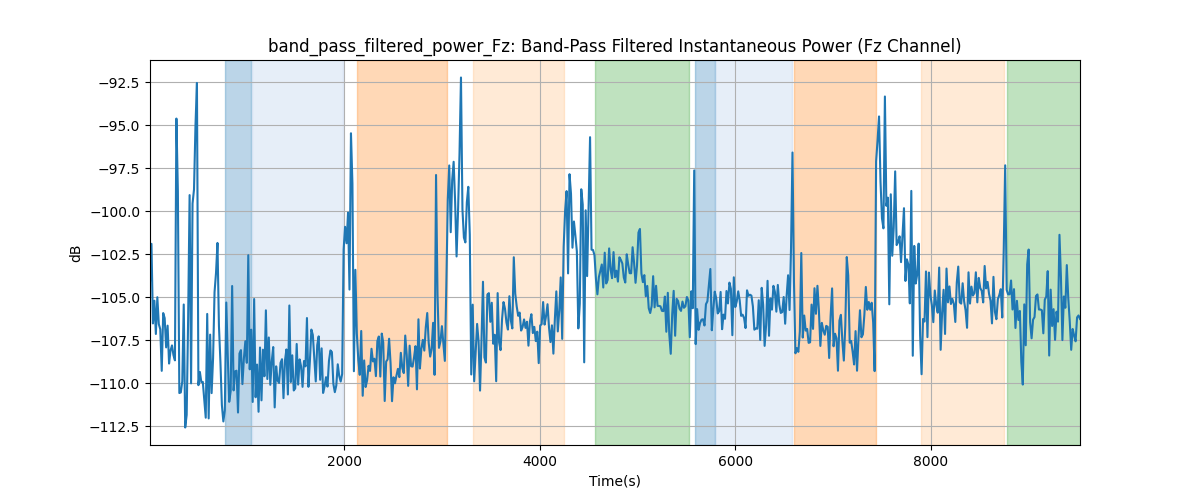 band_pass_filtered_power_Fz: Band-Pass Filtered Instantaneous Power (Fz Channel)
−92.5
−95.0
−97.5
−100.0
−102.5
−105.0
−107.5
−110.0
−112.5
dB
2000 4000 6000 8000
Time(s)